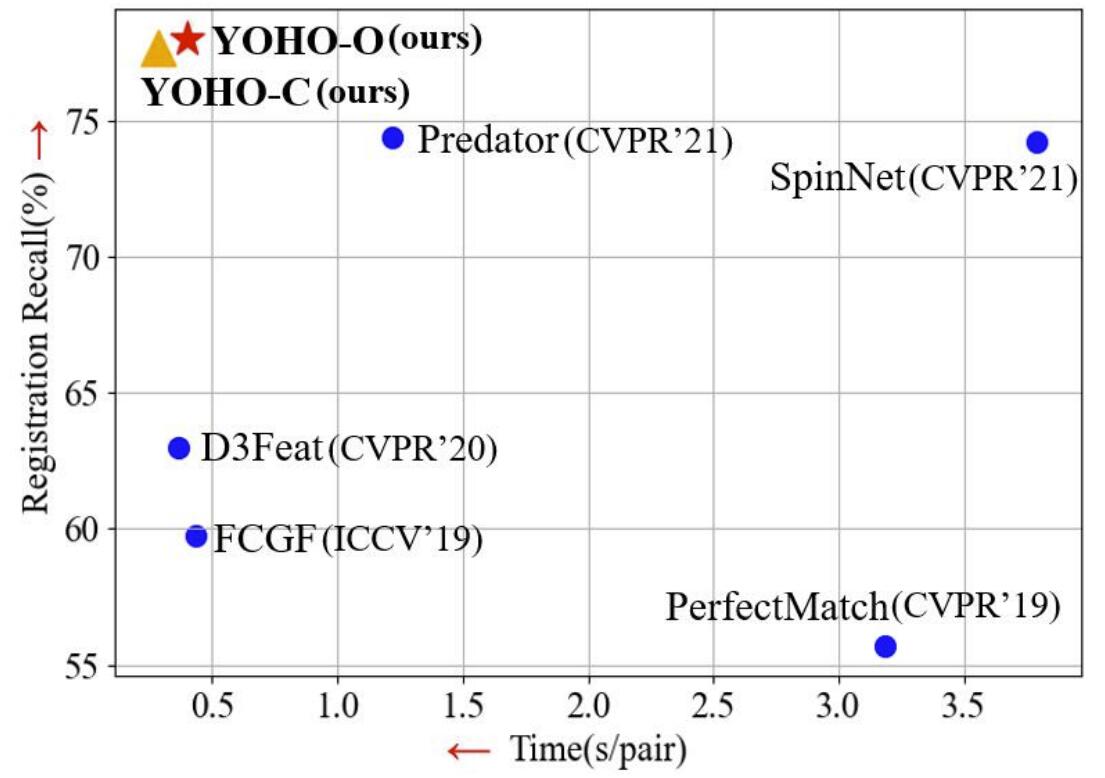 YOHO-O (ours)
YOHO-C (ours)
75
Predator (CVPR’21)
SpinNet(CVPR’21)
70
65
D3Feat (CVPR’20)
60
FCGF (ICCV’19)
PerfectMatch(CVPR’19)
55
Registration Recall(%) →
0.5 1.0 1.5 2.0 2.5 3.0 3.5
← Time(s/pair)